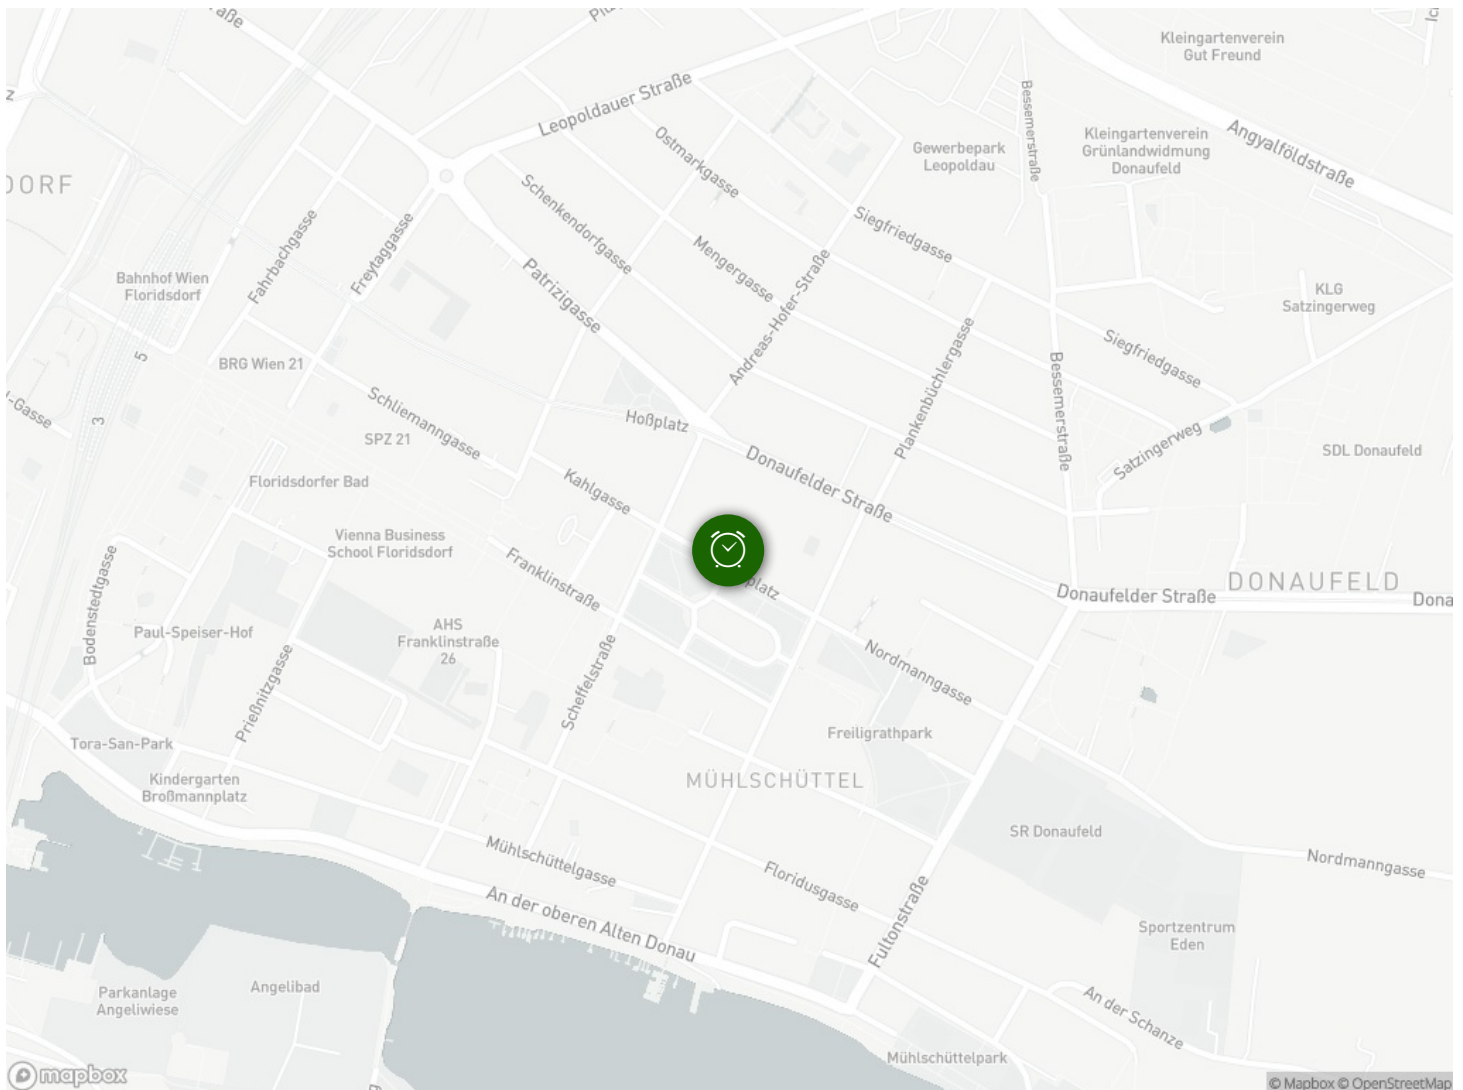 Kleingartenverein
Gut Freund
Leopoldauer Straße
Bessemerstraße
Angyalföldstraße
Ostmarkgasse
Gewerbepark
Leopoldau
Kleingartenverein
Grünlandwidmung
Donaufeld
DORF
Schenkendorfgasse
Siegfriedgasse
Fahrbachgasse
Freytaggasse
Mengergasse
Bahnhof Wien
Floridsdorf
Patrizigasse
Andreas-Hofer-Straße
KLG
Satzingerweg
5
BRG Wien 21
Plankenbüchlergasse
Bessemerstraße
Siegfriedgasse
-Gasse
3
Schliemanngasse
SPZ 21
Hoßplatz
Satzingerweg
SDL Donaufeld
Floridsdorfer Bad
Kahlgasse
Donaufelder Straße
Vienna Business
School Floridsdorf
Franklinstraße
platz
Donaufelder Straße
DONAUFELD
Dona
Bodenstedtgasse
Paul-Speiser-Hof
AHS
Franklinstraße
26
Scheffelstraße
Nordmanngasse
Prießnitzgasse
Tora-San-Park
Freiligrathpark
Kindergarten
Broßmannplatz
MÜHLSCHÜTTEL
SR Donaufeld
Mühlschüttelgasse
Floridusgasse
Nordmanngasse
An der oberen Alten Donau
Fultonstraße
Sportzentrum
Eden
Parkanlage
Angeliwiese
Angelibad
An der Schanze
Mühlschüttelpark
mapbox
© Mapbox © OpenStreetMap